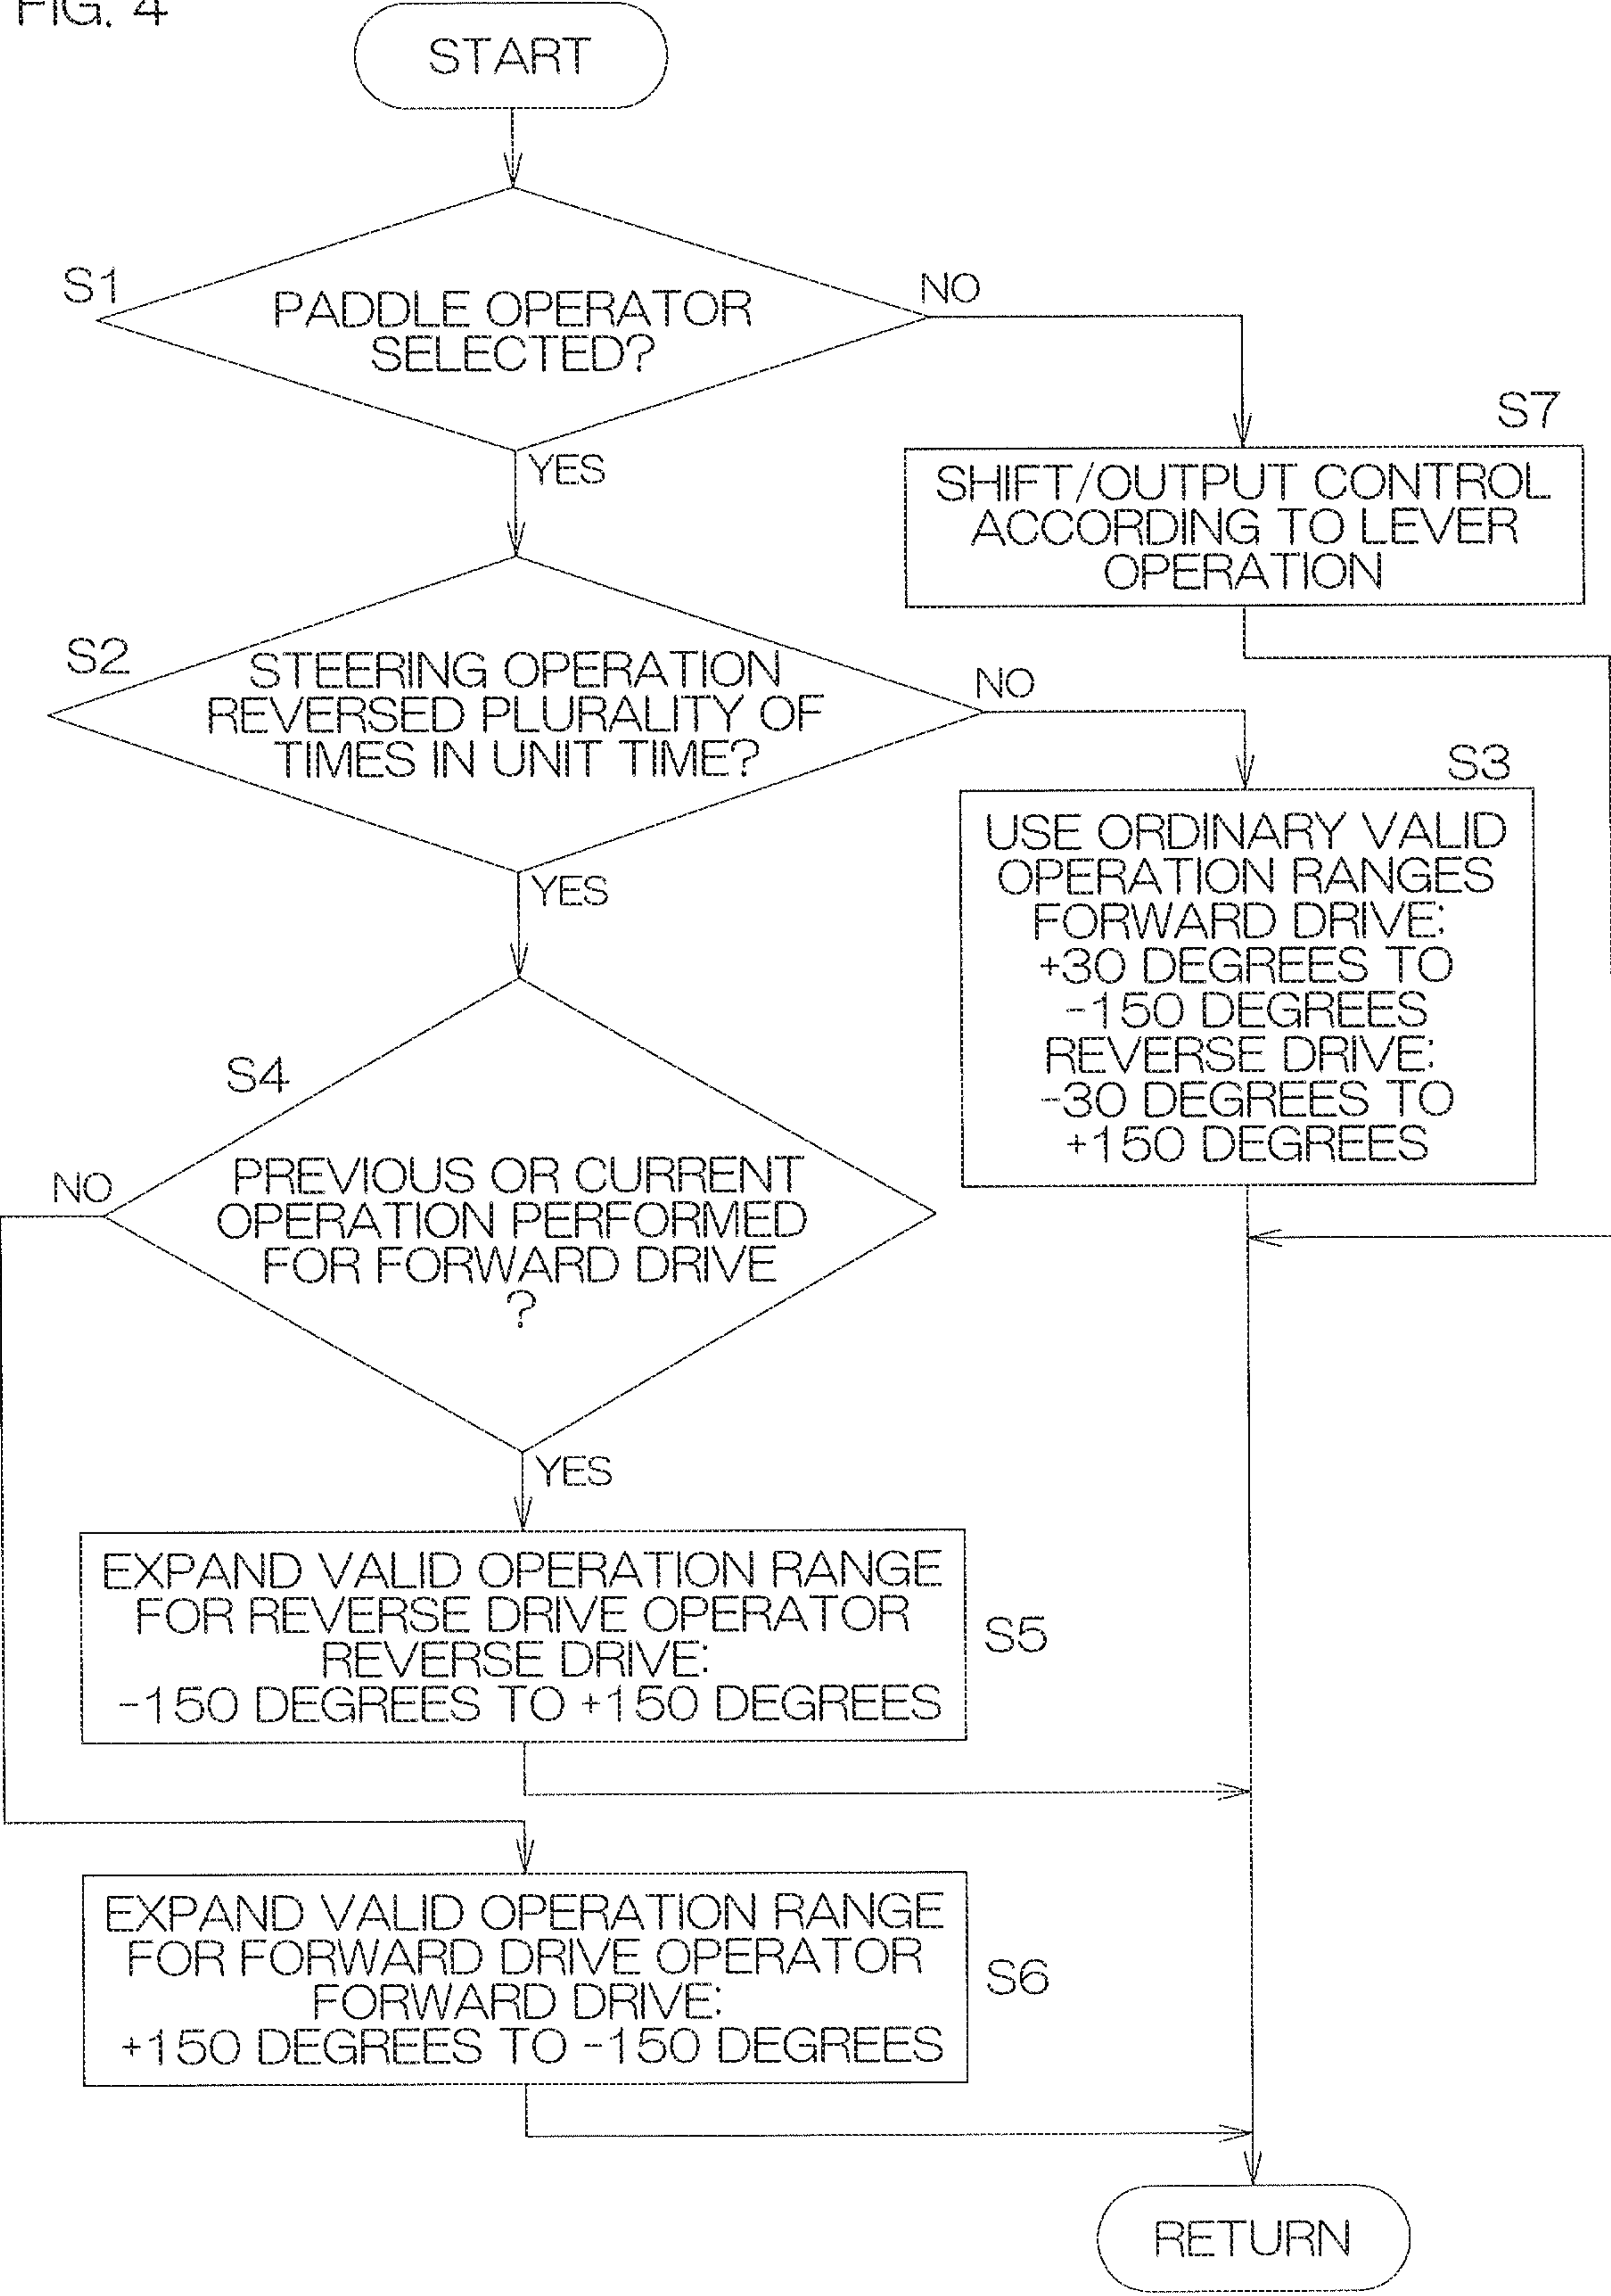 FIG. 4
START
S1
PADDLE OPERATOR
SELECTED?
NO
YES
S7
SHIFT/OUTPUT CONTROL
ACCORDING TO LEVER
OPERATION
S2
STEERING OPERATION
REVERSED PLURALITY OF
TIMES IN UNIT TIME?
NO
YES
S3
USE ORDINARY VALID
OPERATION RANGES
FORWARD DRIVE:
+30 DEGREES TO
-150 DEGREES
REVERSE DRIVE:
-30 DEGREES TO
+150 DEGREES
S4
NO
PREVIOUS OR CURRENT
OPERATION PERFORMED
FOR FORWARD DRIVE
?
YES
EXPAND VALID OPERATION RANGE
FOR REVERSE DRIVE OPERATOR
REVERSE DRIVE:
-150 DEGREES TO +150 DEGREES
S5
EXPAND VALID OPERATION RANGE
FOR FORWARD DRIVE OPERATOR
FORWARD DRIVE:
+150 DEGREES TO -150 DEGREES
S6
RETURN